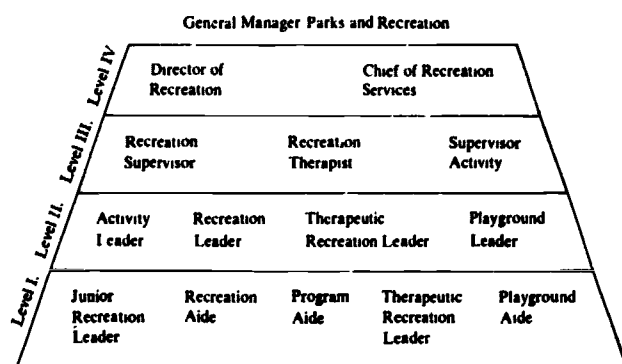 General Manager Parks and Recreation
Level IV
Director of Recreation
Chief of Recreation Services
Level III.
Recreation Supervisor
Recreation Therapist
Supervisor Activity
Level II.
Activity Leader
Recreation Leader
Therapeutic Recreation Leader
Playground Leader
Level I.
Junior Recreation Leader
Recreation Aide
Program Aide
Therapeutic Recreation Leader
Playground Aide